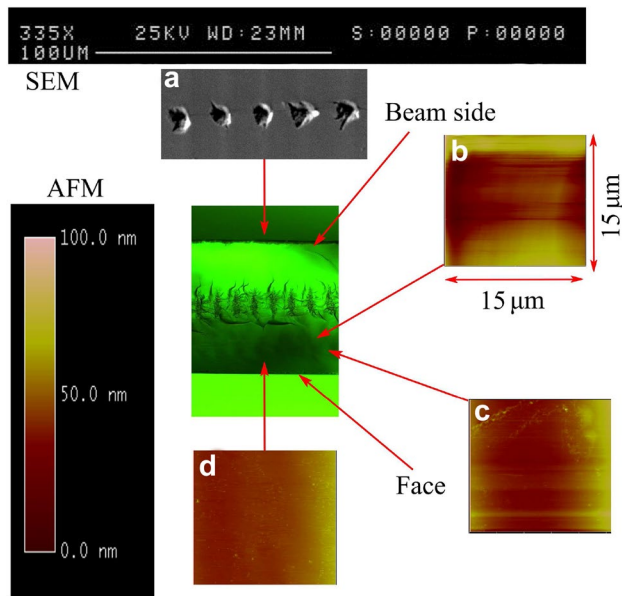 335X 25KV WD:23MM S:00000 P:00000
100UM
SEM
a
Beam side
b
AFM
100.0 nm
15 µm
50.0 nm
15 µm
c
d
Face
0.0 nm